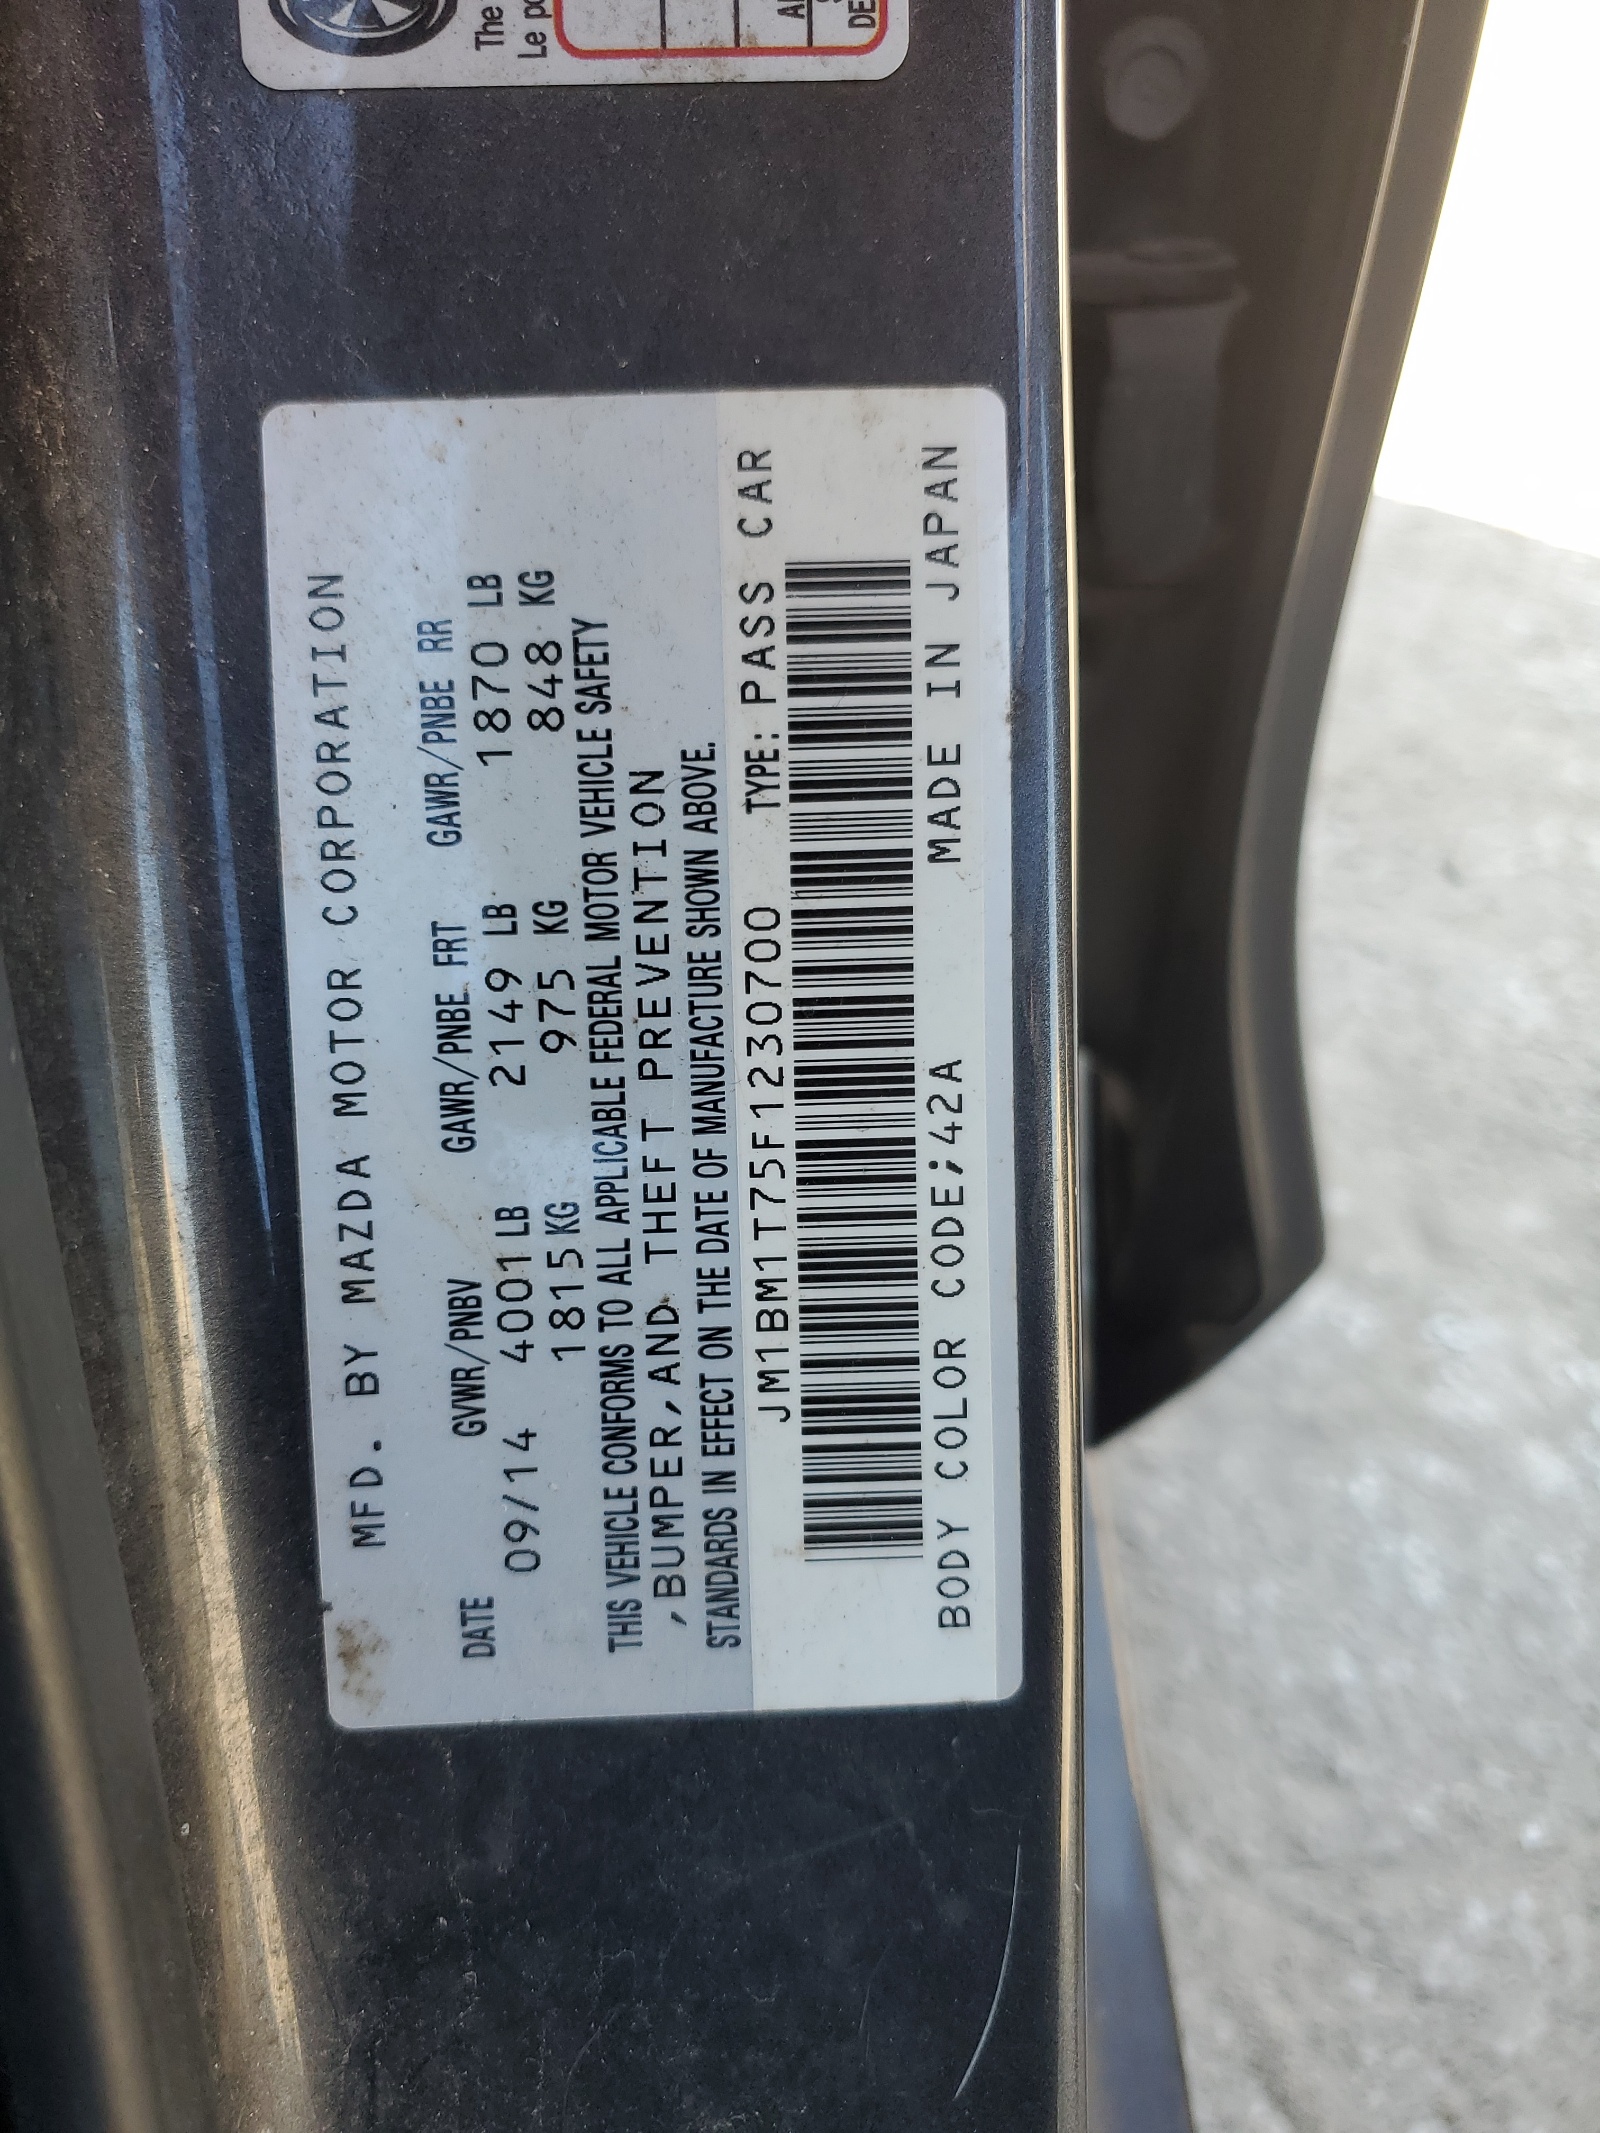 The
Le
DE
MFD. BY MAZDA MOTOR CORPORATION
DATE GVWR/PNBV GAWR/PNBE FRT GAWR/PNBE RR
09/14 4001 LB 2149 LB 1870 LB
1815 KG 975 KG 848 KG
THIS VEHICLE CONFORMS TO ALL APPLICABLE FEDERAL MOTOR VEHICLE SAFETY
,BUMPER,AND THEFT PREVENTION
STANDARDS IN EFFECT ON THE DATE OF MANUFACTURE SHOWN ABOVE.
JM1BM1T75F1230700 TYPE: PASS CAR
BODY COLOR CODE;42A MADE IN JAPAN